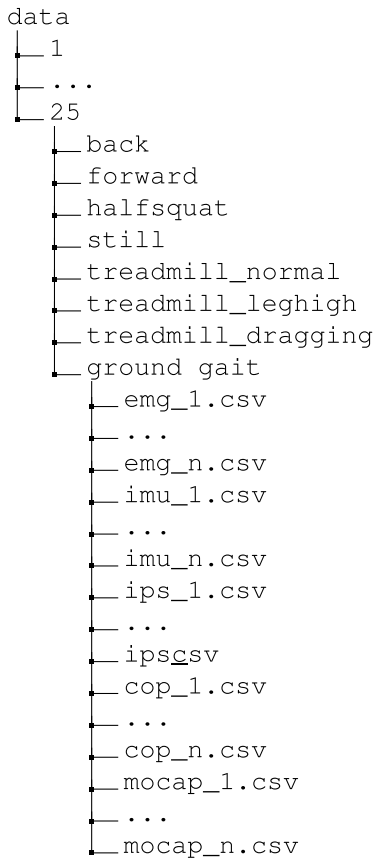 data
1
...
25
back
forward
halfsquat
still
treadmill_normal
treadmill_leghigh
treadmill_dragging
ground gait
emg_1.csv
...
emg_n.csv
imu_1.csv
...
imu_n.csv
ips_1.csv
...
ipscsv
cop_1.csv
...
cop_n.csv
mocap_1.csv
...
mocap_n.csv